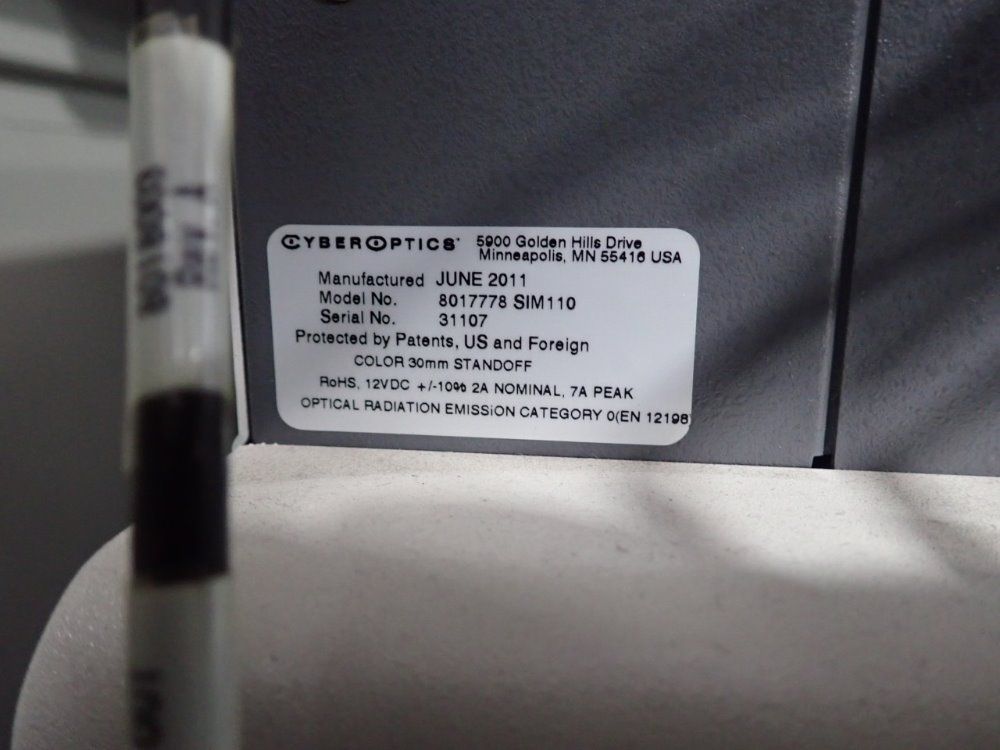 CYBEROPTICS
5900 Golden Hills Drive
Minneapolis, MN 55416 USA
Manufactured JUNE 2011
Model No. 8017778 SIM110
Serial No. 31107
Protected by Patents, US and Foreign
COLOR 30mm STANDOFF
RoHS, 12VDC +/-10% 2A NOMINAL, 7A PEAK
OPTICAL RADIATION EMISSION CATEGORY 0(EN 12198